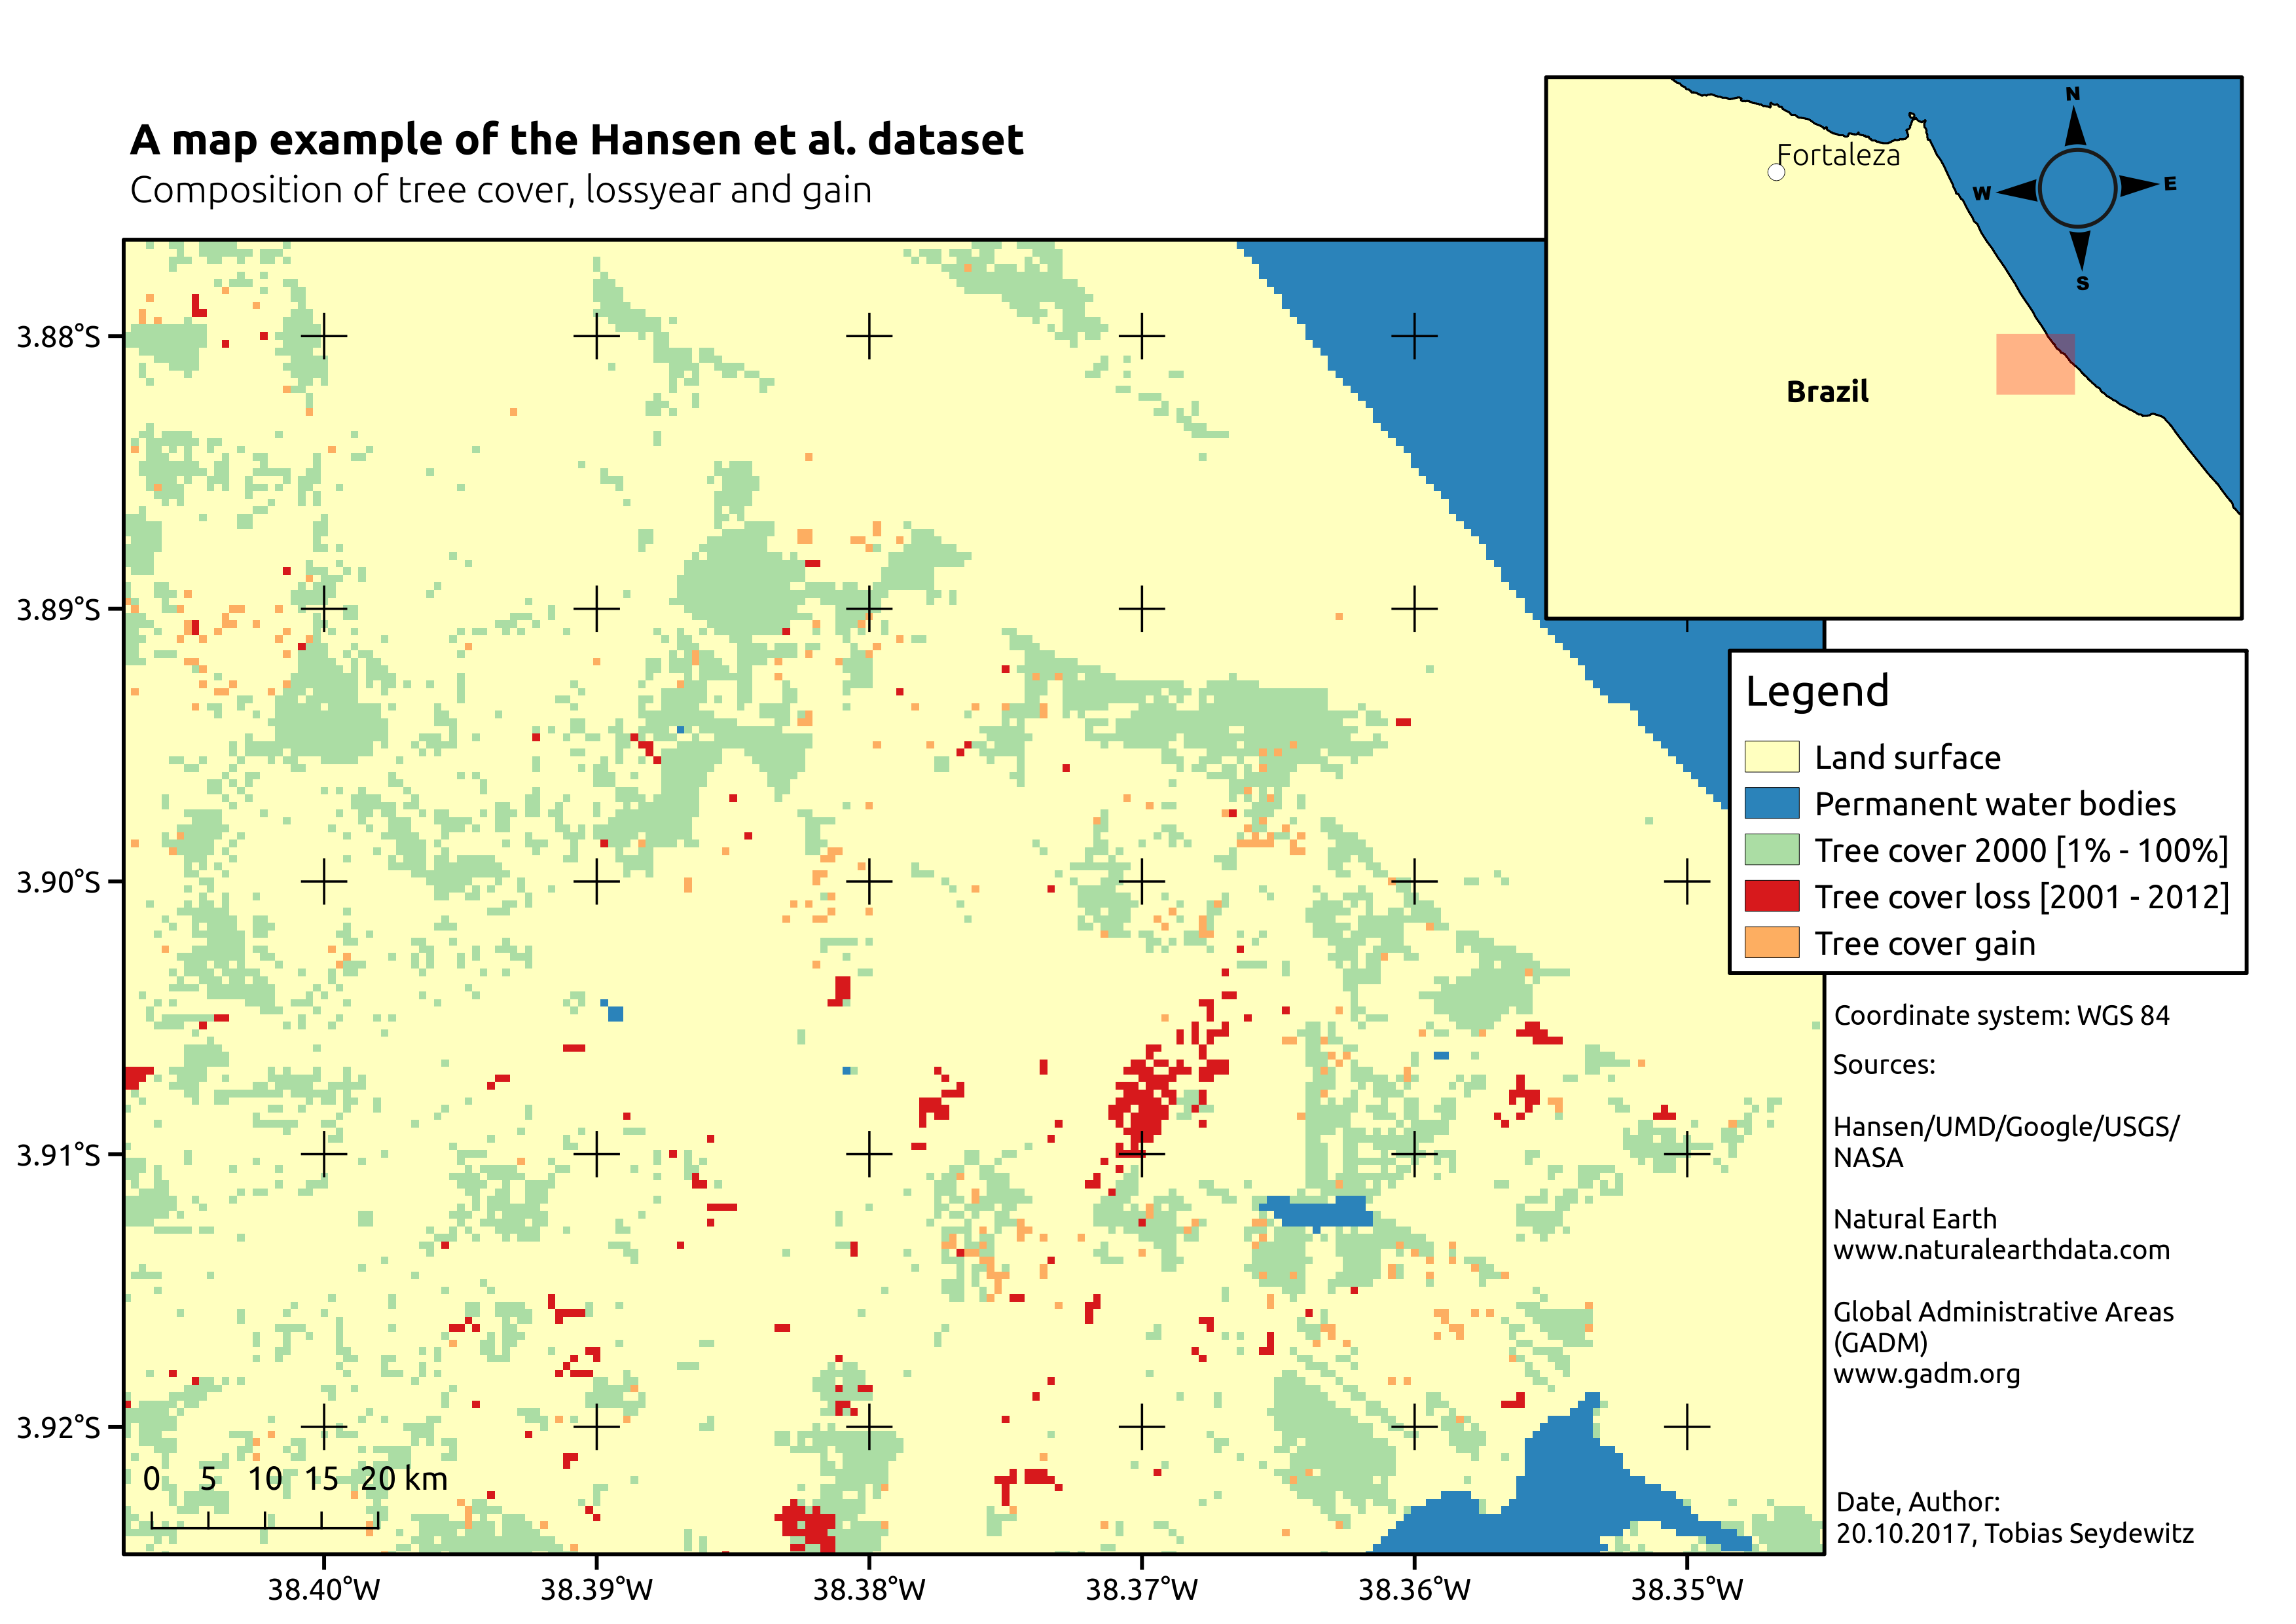 A map example of the Hansen et al. dataset
Composition of tree cover, lossyear and gain
N
W
E
S
Fortaleza
Brazil
3.88°S
3.89°S
3.90°S
3.91°S
3.92°S
Legend
Land surface
Permanent water bodies
Tree cover 2000 [1% - 100%]
Tree cover loss [2001 - 2012]
Tree cover gain
Coordinate system: WGS 84
Sources:
Hansen/UMD/Google/USGS/
NASA
Natural Earth
www.naturalearthdata.com
Global Administrative Areas
(GADM)
www.gadm.org
Date, Author:
20.10.2017, Tobias Seydewitz
0 5 10 15 20 km
38.40°W 38.39°W 38.38°W 38.37°W 38.36°W 38.35°W